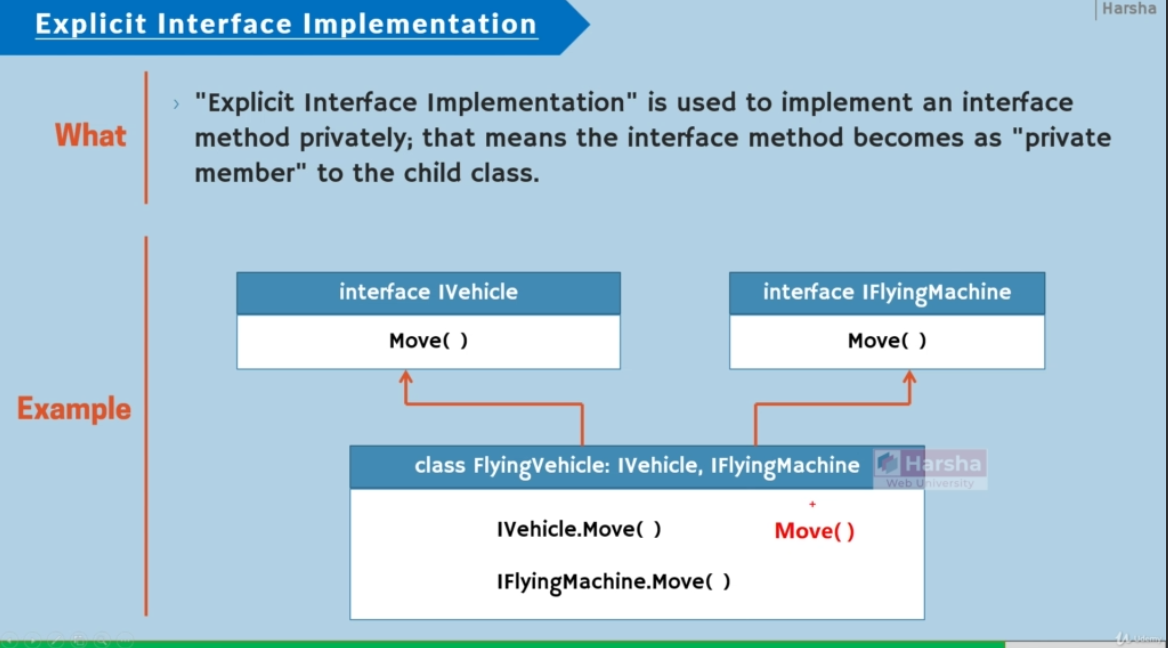 Explicit Interface Implementation
Harsha
What
› "Explicit Interface Implementation" is used to implement an interface
method privately; that means the interface method becomes as "private
member" to the child class.
Example
interface IVehicle
Move( )
interface IFlyingMachine
Move( )
class FlyingVehicle: IVehicle, IFlyingMachine
Harsha
Web University
+
IVehicle.Move( )
Move( )
IFlyingMachine.Move( )
Udemy